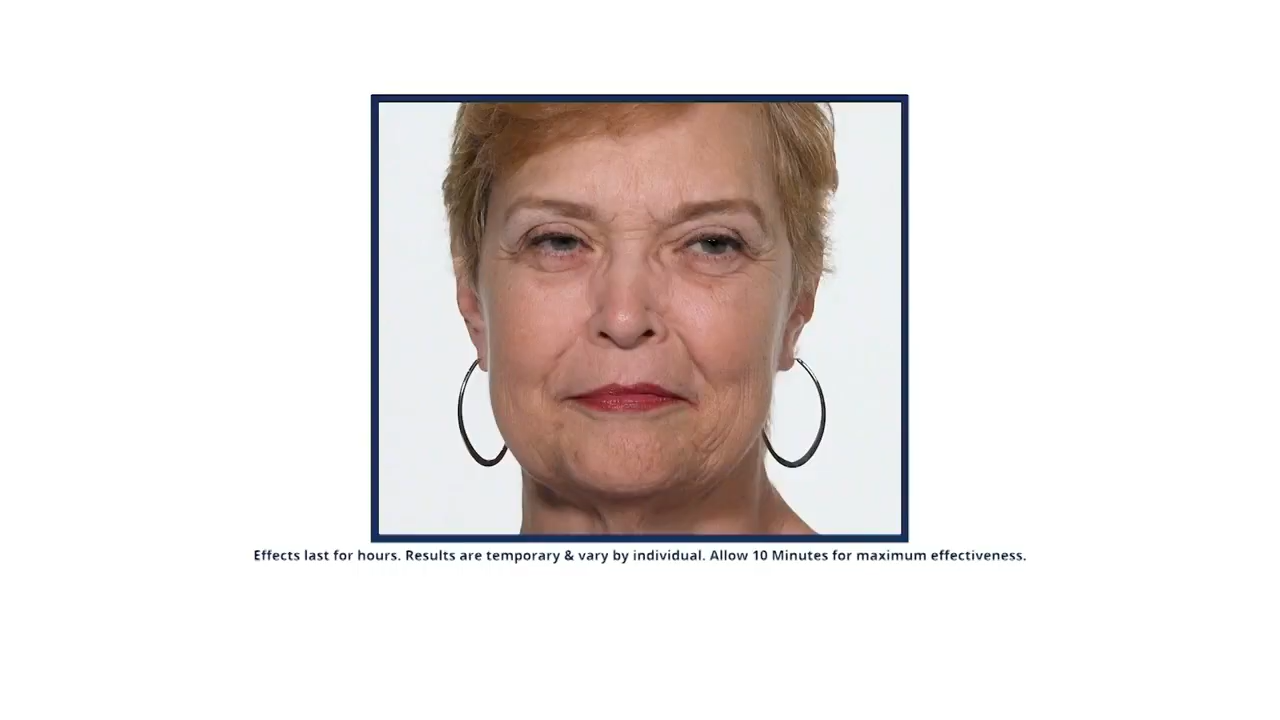 Effects last for hours. Results are temporary & vary by individual. Allow 10 Minutes for maximum effectiveness.